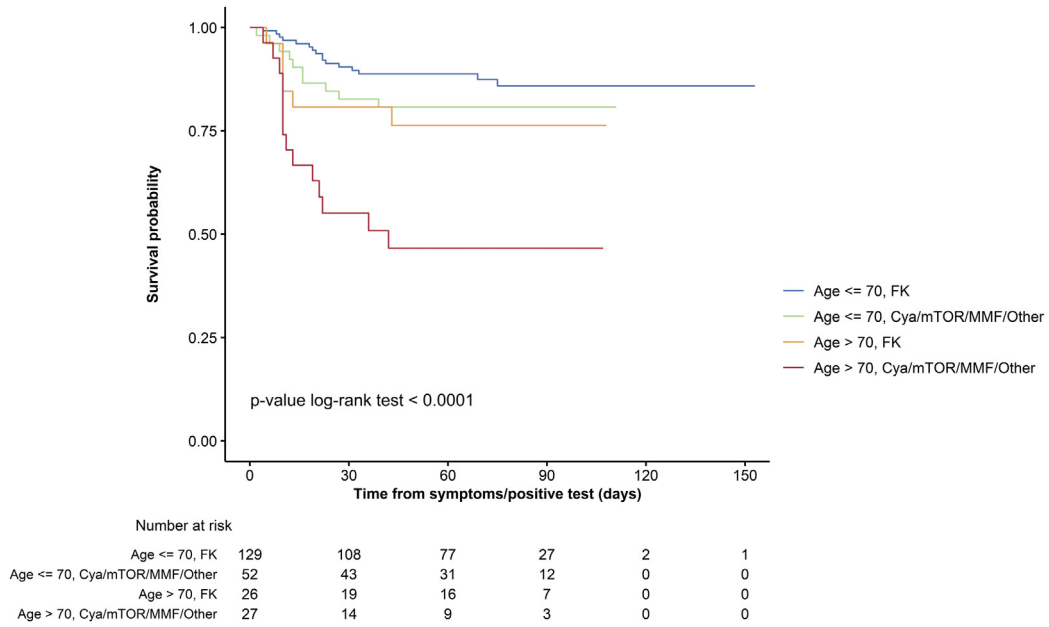 1.00
0.75
0.50
0.25
0.00
Survival probability
p-value log-rank test < 0.0001
0 30 60 90 120 150
Time from symptoms/positive test (days)
Age <= 70, FK
Age <= 70, Cya/mTOR/MMF/Other
Age > 70, FK
Age > 70, Cya/mTOR/MMF/Other
Number at risk
Age <= 70, FK 129 108 77 27 2 1
Age <= 70, Cya/mTOR/MMF/Other 52 43 31 12 0 0
Age > 70, FK 26 19 16 7 0 0
Age > 70, Cya/mTOR/MMF/Other 27 14 9 3 0 0